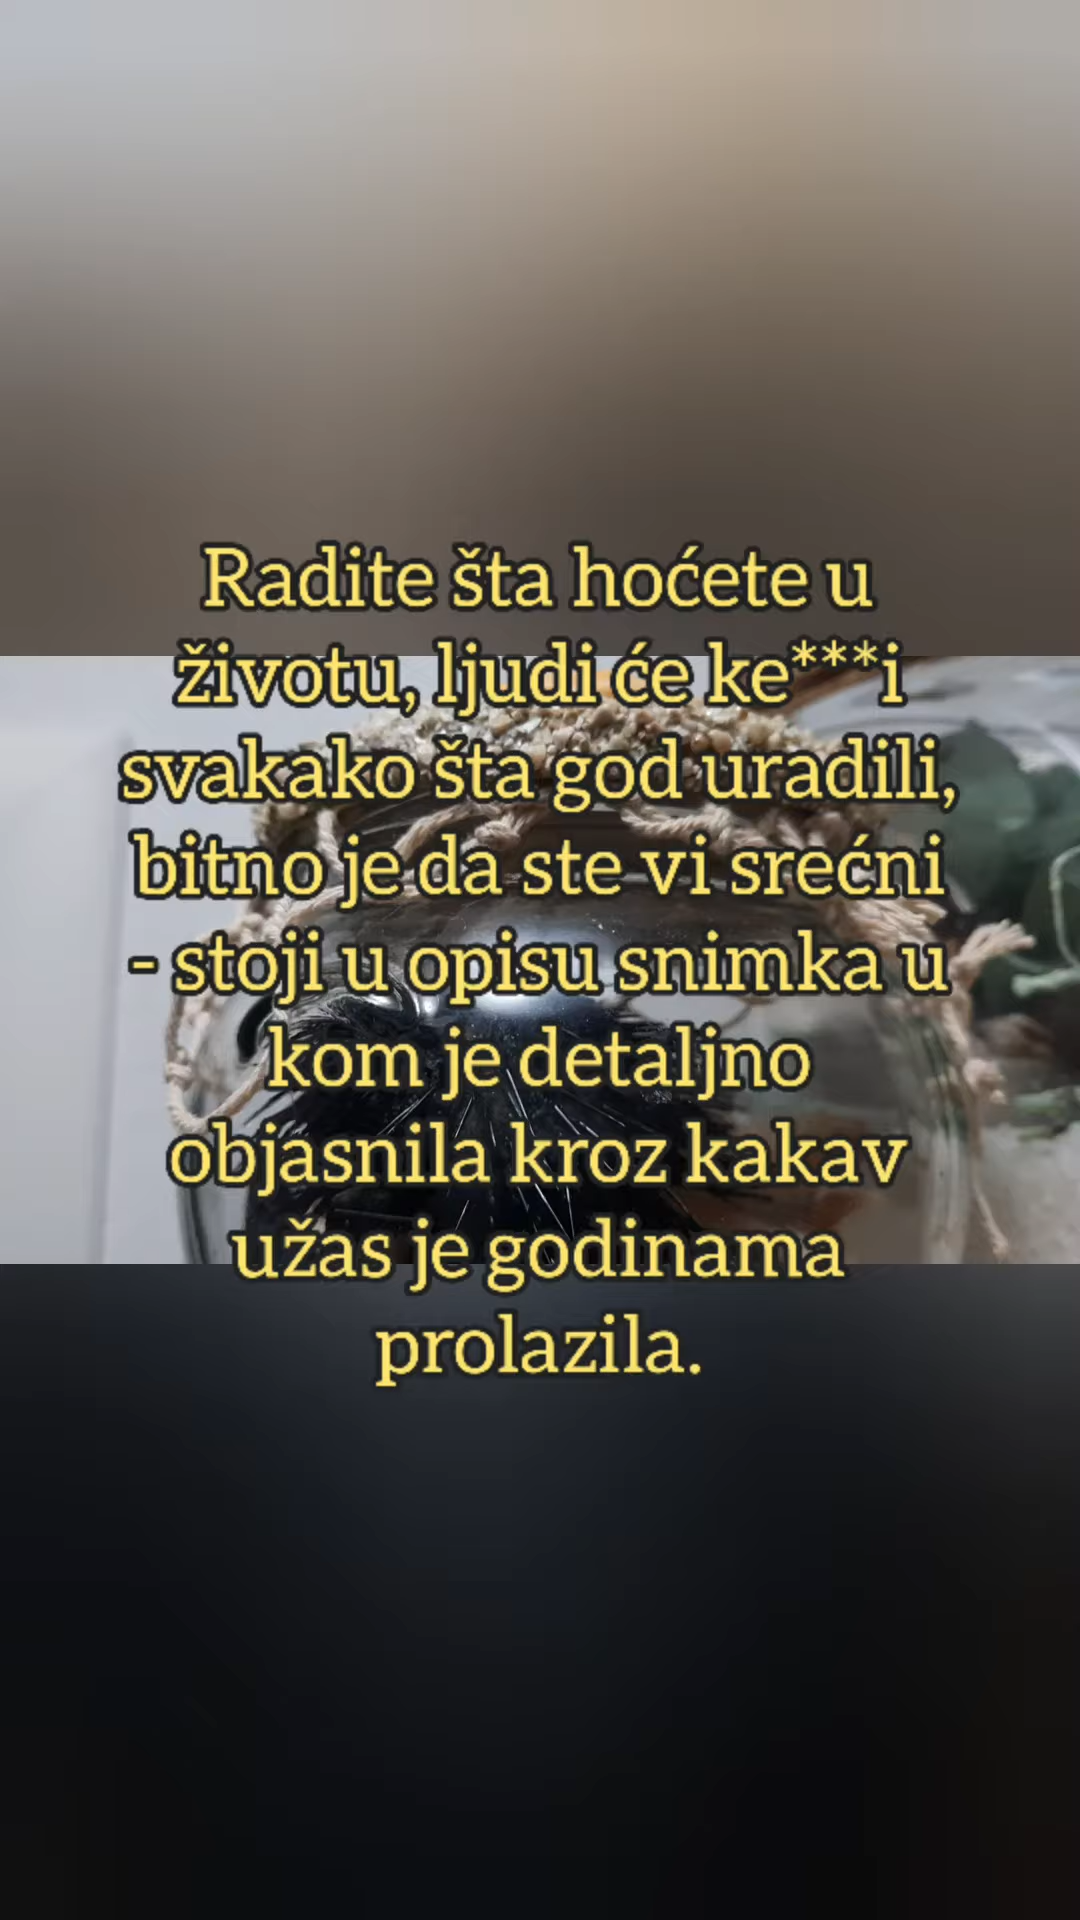 Radite šta hoćete u
životu, ljudi će ke***i
svakako šta god uradili,
bitno je da ste vi srećni
- stoji u opisu snimka u
kom je detaljno
objasnila kroz kakav
užas je godinama
prolazila.